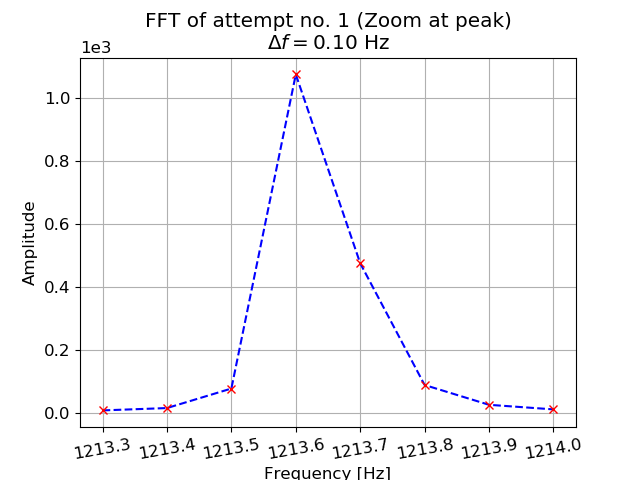 FFT of attempt no. 1 (Zoom at peak)
Δf = 0.10 Hz
1e3
1.0
0.8
0.6
0.4
0.2
0.0
Amplitude
1213.3 1213.4 1213.5 1213.6 1213.7 1213.8 1213.9 1214.0
Frequency [Hz]